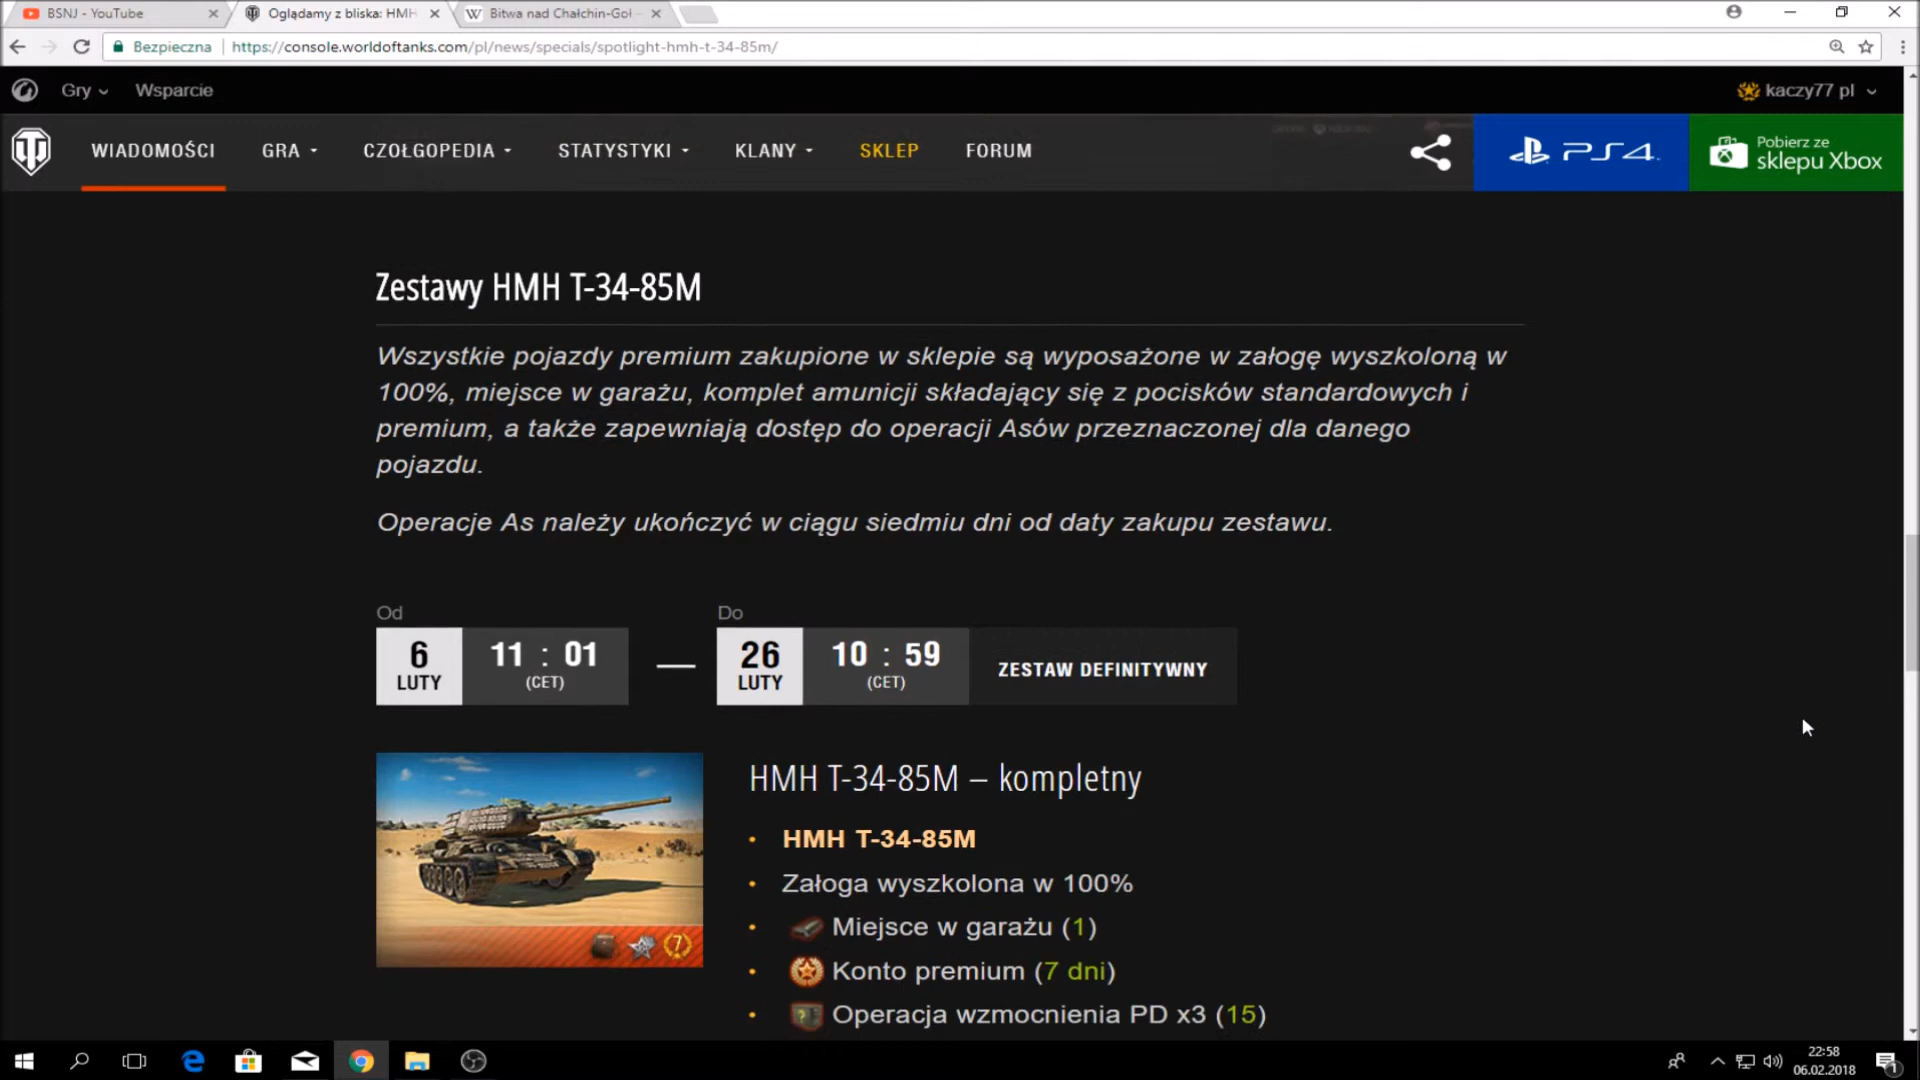 BSNJ - YouTube
Oglądamy z bliska: HMH
Bitwa nad Chałchin-Goł -
Bezpieczna
https://console.worldoftanks.com/pl/news/specials/spotlight-hmh-t-34-85m/
Gry
Wsparcie
kaczy77 pl
WIADOMOŚCI
GRA
CZOŁGOPEDIA
STATYSTYKI
KLANY
SKLEP
FORUM
PS4
Pobierz ze
sklepu Xbox
Zestawy HMH T-34-85M
Wszystkie pojazdy premium zakupione w sklepie są wyposażone w załogę wyszkoloną w
100%, miejsce w garażu, komplet amunicji składający się z pocisków standardowych i
premium, a także zapewniają dostęp do operacji Asów przeznaczonej dla danego
pojazdu.
Operacje As należy ukończyć w ciągu siedmiu dni od daty zakupu zestawu.
Od
6
LUTY
11 : 01
(CET)
Do
26
LUTY
10 : 59
(CET)
ZESTAW DEFINITYWNY
HMH T-34-85M – kompletny
• HMH T-34-85M
• Załoga wyszkolona w 100%
• Miejsce w garażu (1)
• Konto premium (7 dni)
• Operacja wzmocnienia PD x3 (15)
7
22:58
06.02.2018
1